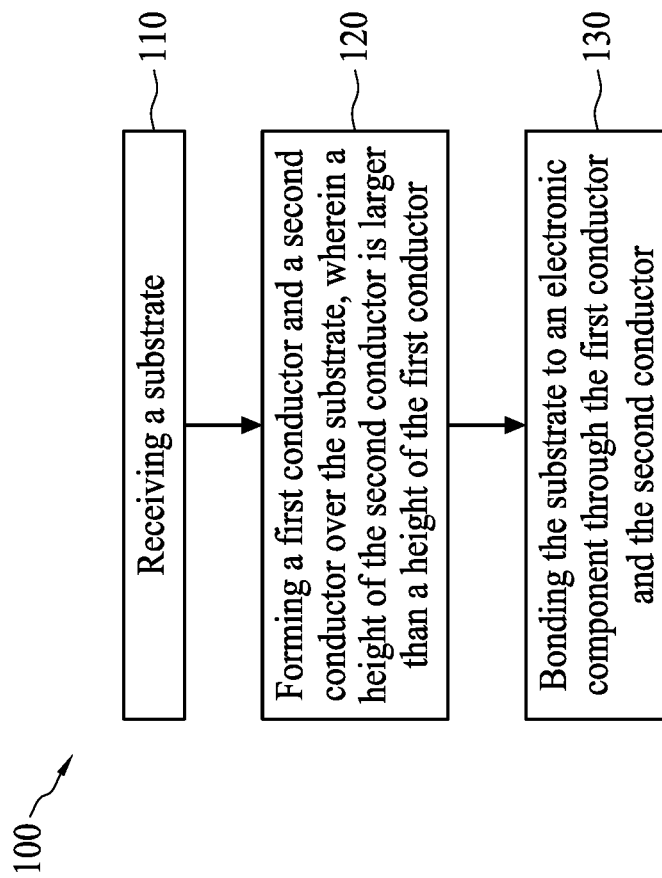 100
Receiving a substrate
110
Forming a first conductor and a second
conductor over the substrate, wherein a
height of the second conductor is larger
than a height of the first conductor
120
Bonding the substrate to an electronic
component through the first conductor
and the second conductor
130